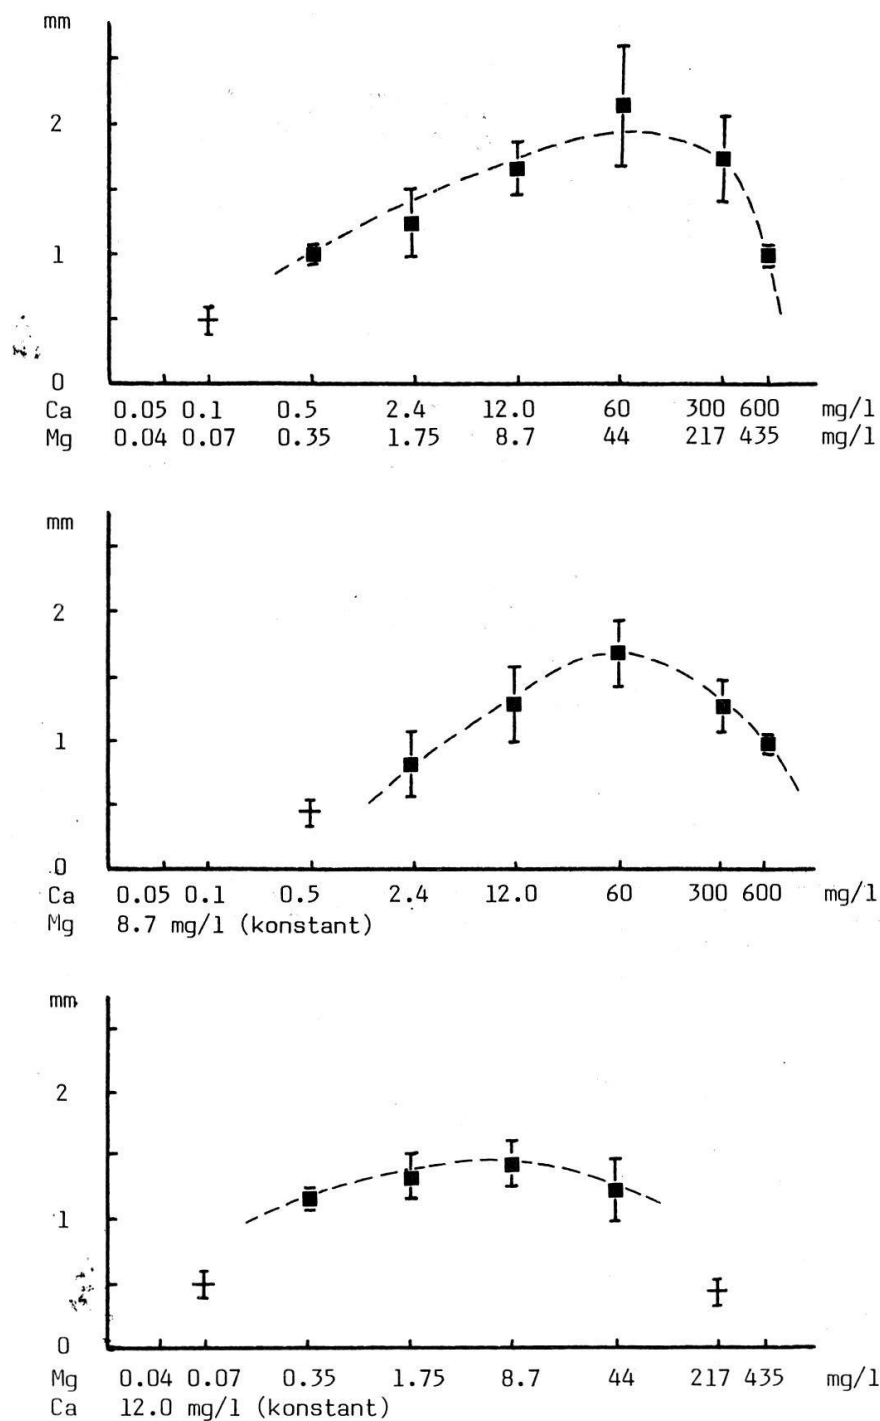 mm
2
1
0
Ca 0.05 0.1 0.5 2.4 12.0 60 300 600 mg/l
Mg 0.04 0.07 0.35 1.75 8.7 44 217 435 mg/l
mm
2
1
0
Ca 0.05 0.1 0.5 2.4 12.0 60 300 600 mg/l
Mg 8.7 mg/l (konstant)
mm
2
1
0
Mg 0.04 0.07 0.35 1.75 8.7 44 217 435 mg/l
Ca 12.0 mg/l (konstant)